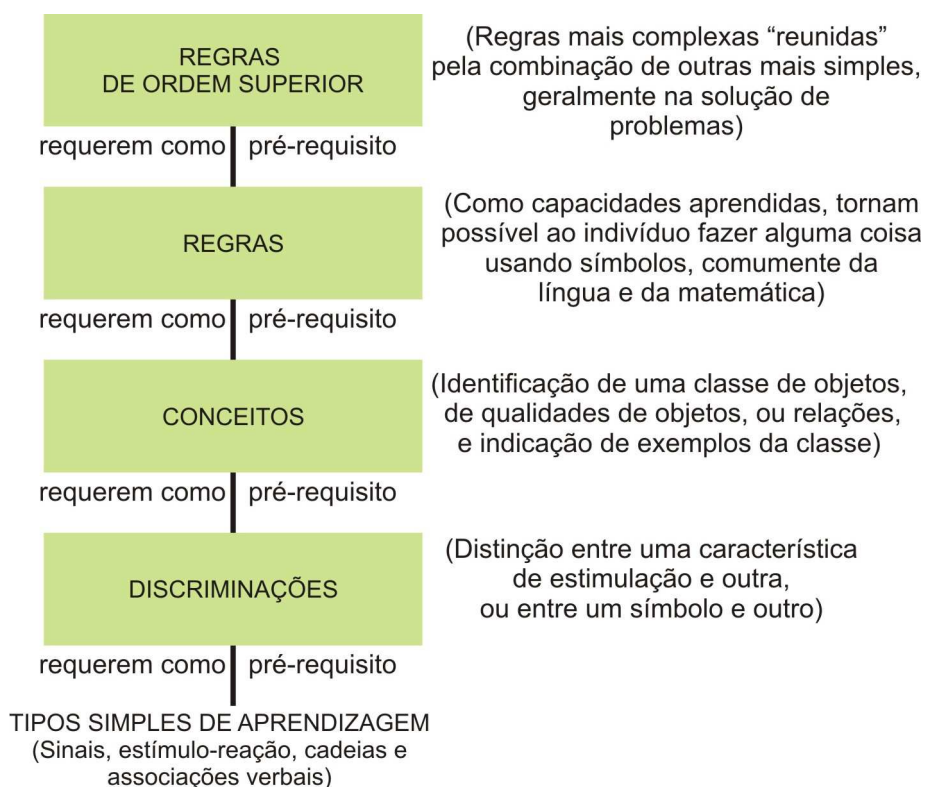 REGRAS
DE ORDEM SUPERIOR
(Regras mais complexas “reunidas”
pela combinação de outras mais simples,
geralmente na solução de
problemas)
requerem como pré-requisito
REGRAS
(Como capacidades aprendidas, tornam
possível ao indivíduo fazer alguma coisa
usando símbolos, comumente da
língua e da matemática)
requerem como pré-requisito
CONCEITOS
(Identificação de uma classe de objetos,
de qualidades de objetos, ou relações,
e indicação de exemplos da classe)
requerem como pré-requisito
DISCRIMINAÇÕES
(Distinção entre uma característica
de estimulação e outra,
ou entre um símbolo e outro)
requerem como pré-requisito
TIPOS SIMPLES DE APRENDIZAGEM
(Sinais, estímulo-reação, cadeias e
associações verbais)